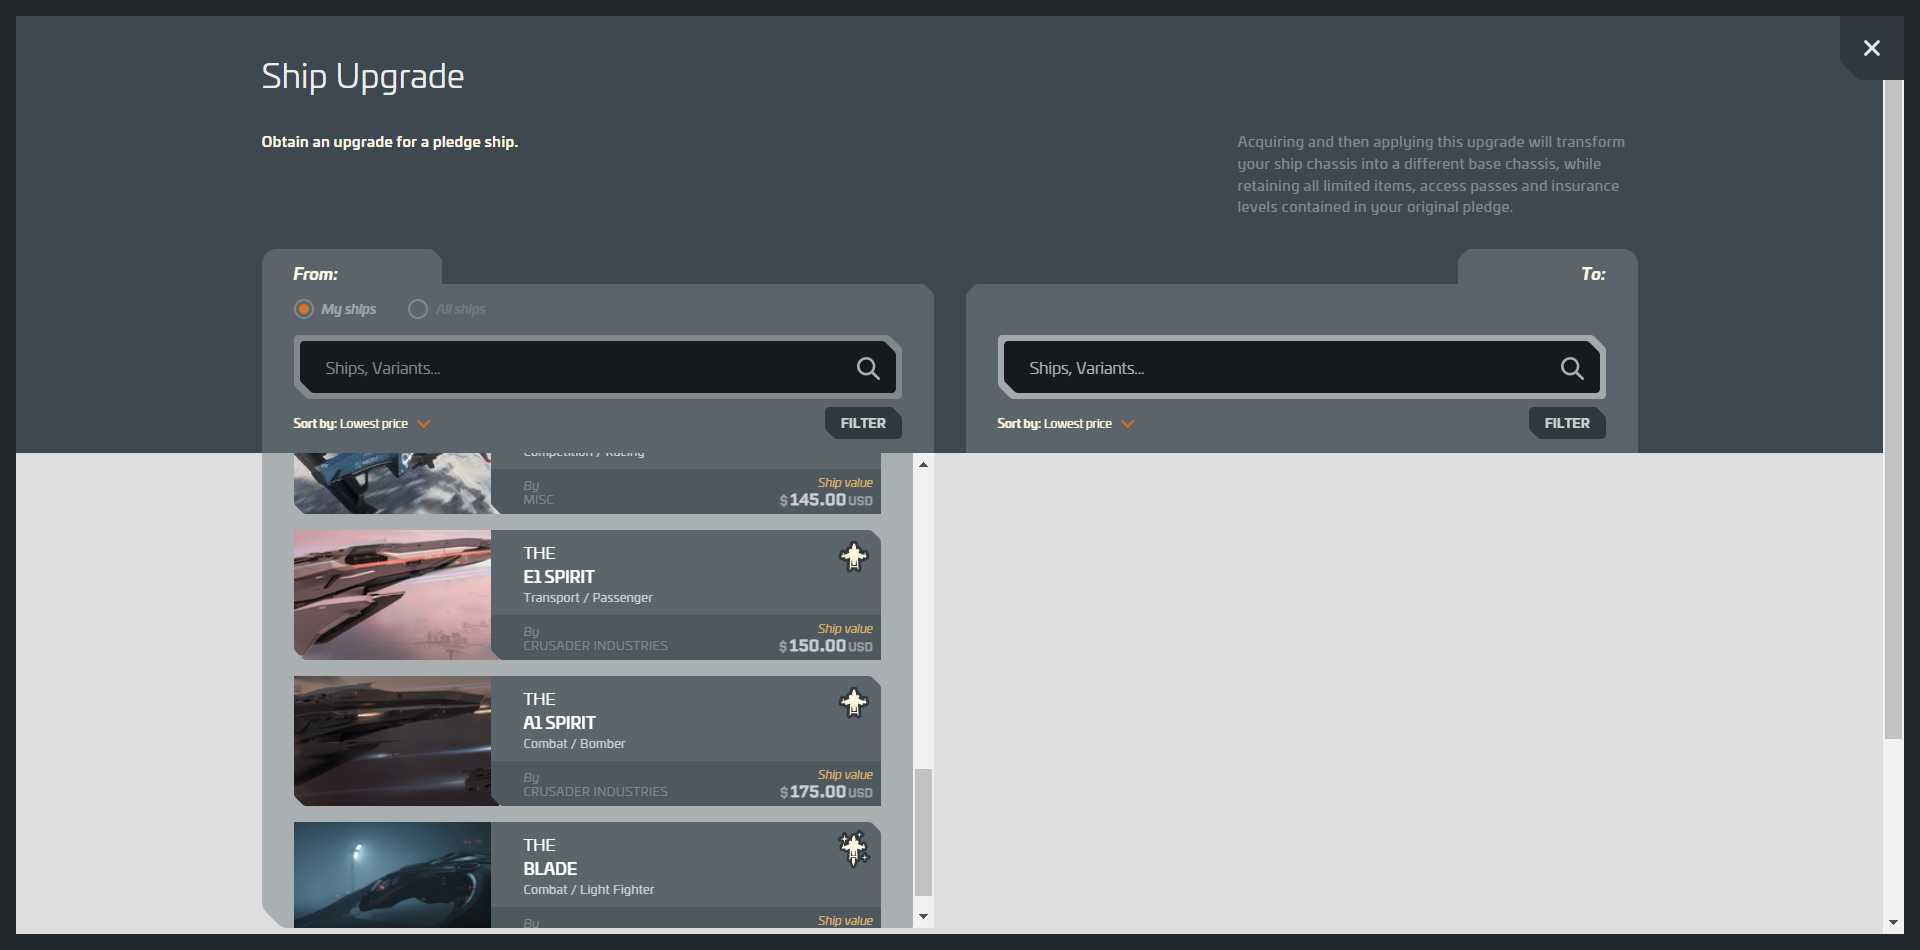 Ship Upgrade
Obtain an upgrade for a pledge ship.
Acquiring and then applying this upgrade will transform
your ship chassis into a different base chassis, while
retaining all limited items, access passes and insurance
levels contained in your original pledge.
From:
My ships
All ships
Ships, Variants...
Sort by: Lowest price
FILTER
Competition / Racing
By
MISC
Ship value
$145.00 USD
THE
E1 SPIRIT
Transport / Passenger
By
CRUSADER INDUSTRIES
Ship value
$150.00 USD
THE
A1 SPIRIT
Combat / Bomber
By
CRUSADER INDUSTRIES
Ship value
$175.00 USD
THE
BLADE
Combat / Light Fighter
By
Ship value
To:
Ships, Variants...
Sort by: Lowest price
FILTER